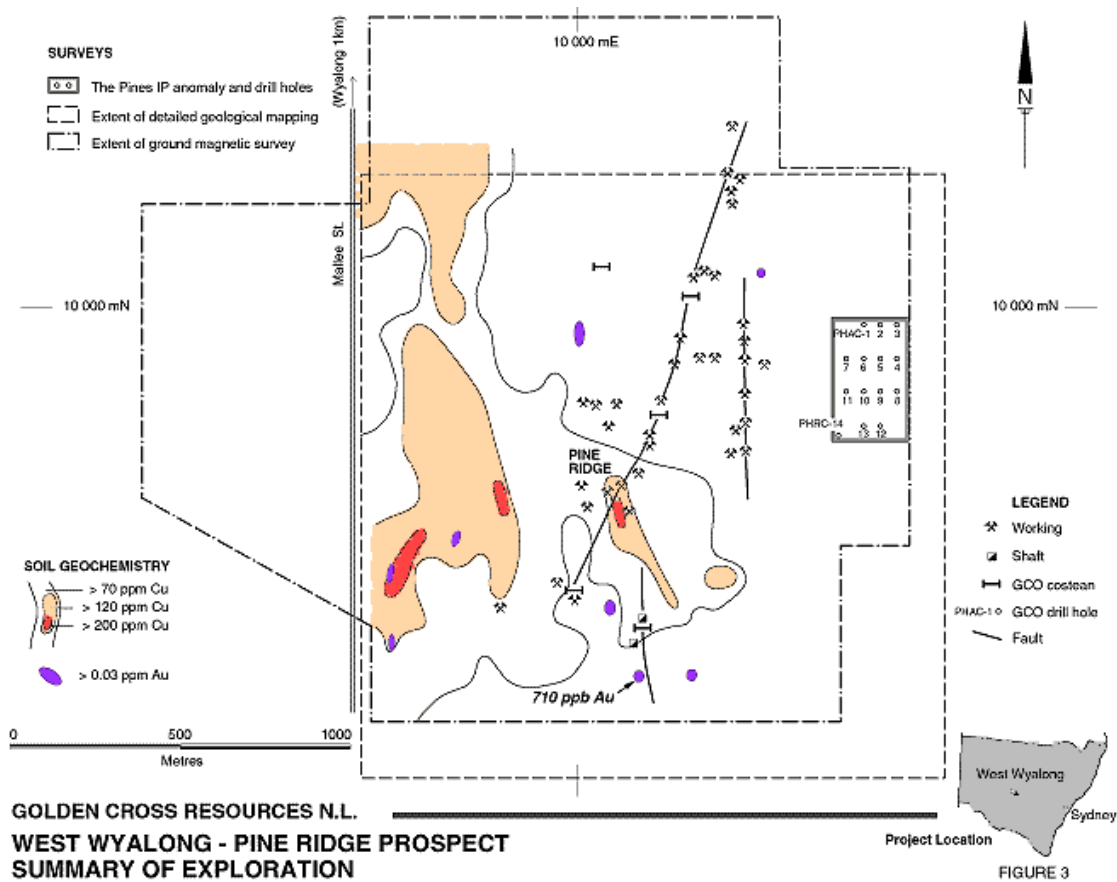 10 000 mE
SURVEYS
The Pines IP anomaly and drill holes
Extent of detailed geological mapping
Extent of ground magnetic survey
(Wyalong 1km)
Mallee St.
N
10 000 mN
10 000 mN
PHAC-1 2 3
7 6 5 4
11 10 9 8
PHRC-14
13 12
PINE
RIDGE
LEGEND
Working
Shaft
GCO costean
PHAC-1 GCO drill hole
Fault
SOIL GEOCHEMISTRY
> 70 ppm Cu
> 120 ppm Cu
> 200 ppm Cu
> 0.03 ppm Au
710 ppb Au
0 500 1000
Metres
West Wyalong
Sydney
Project Location
GOLDEN CROSS RESOURCES N.L.
WEST WYALONG - PINE RIDGE PROSPECT
SUMMARY OF EXPLORATION
FIGURE 3